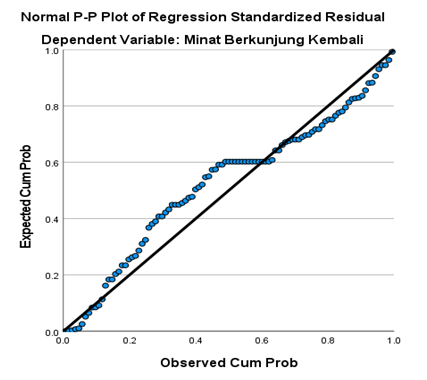 Normal P-P Plot of Regression Standardized Residual
Dependent Variable: Minat Berkunjung Kembali
Expected Cum Prob
1.0
0.8
0.6
0.4
0.2
0.0
0.0 0.2 0.4 0.6 0.8 1.0
Observed Cum Prob